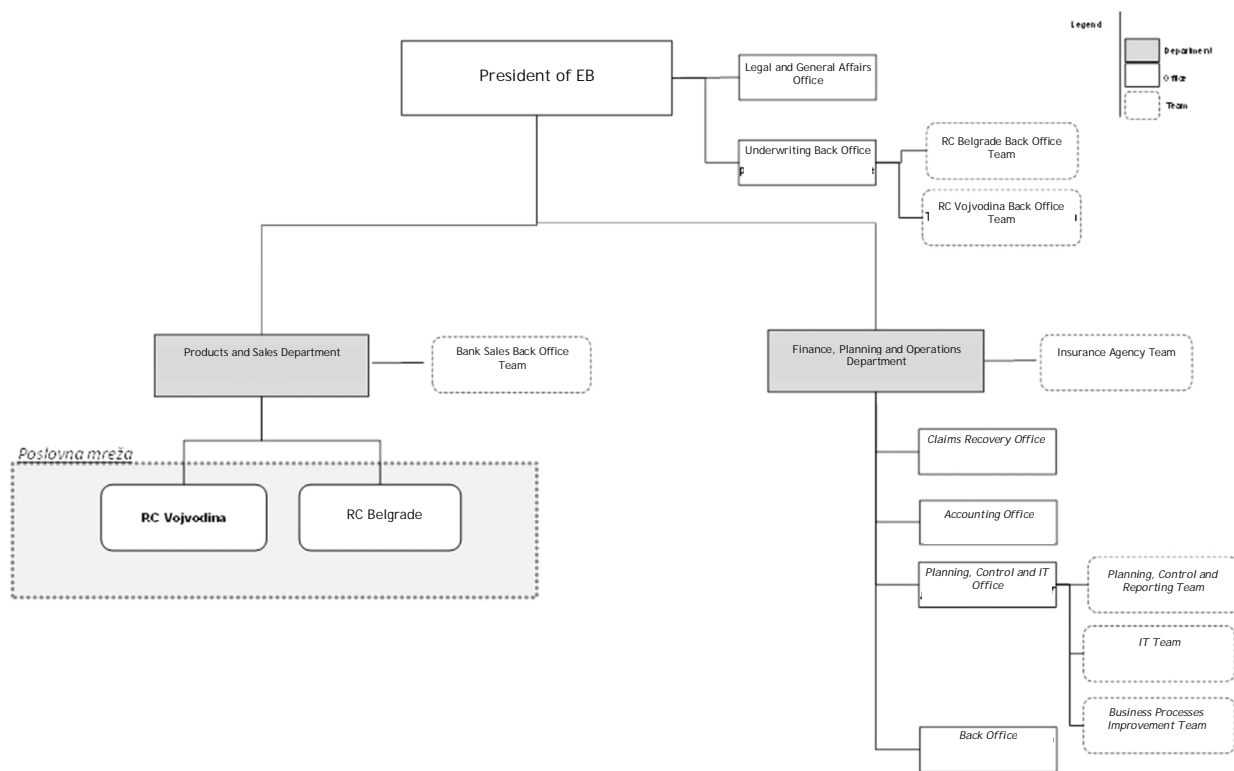 Legend
Department
Office
Team
President of EB
Legal and General Affairs
Office
Underwriting Back Office
RC Belgrade Back Office
Team
RC Vojvodina Back Office
Team
Products and Sales Department
Bank Sales Back Office
Team
Finance, Planning and Operations
Department
Insurance Agency Team
Poslovna mreža
RC Vojvodina
RC Belgrade
Claims Recovery Office
Accounting Office
Planning, Control and IT
Office
Planning, Control and
Reporting Team
IT Team
Business Processes
Improvement Team
Back Office